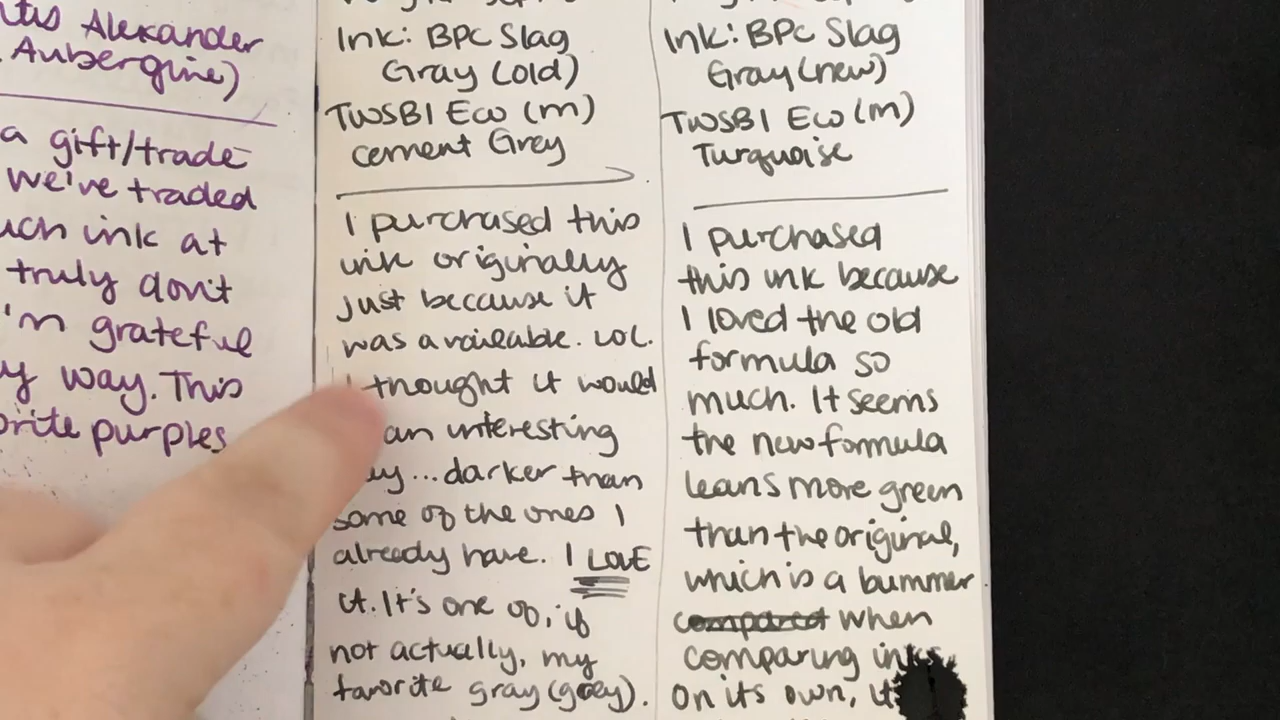 Alexander
Aubergine)
a gift/trade
we've traded
ink at
truly don't
I'm grateful
way. This
purples
Ink: BPC Slag
Gray (old)
TWSBI Eco (m)
cement Grey
I purchased this
ink originally
just because it
was available. LOL.
I thought it would
an interesting
...darker than
some of the ones I
already have. I LOVE
it. It's one of, if
not actually, my
favorite gray (grey).
Ink: BPC Slag
Gray (new)
TWSBI Eco (m)
Turquoise
I purchased
this ink because
I loved the old
formula so
much. It seems
the new formula
leans more green
than the original,
which is a bummer
compared when
comparing inks.
On its own, it